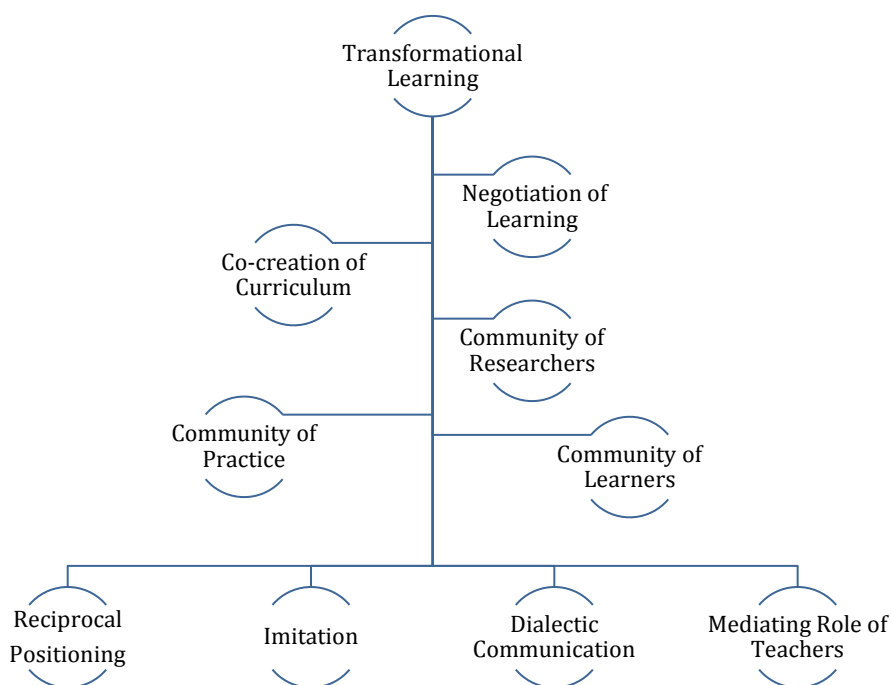 Transformational
Learning
Negotiation of
Learning
Co-creation of
Curriculum
Community of
Researchers
Community of
Practice
Community of
Learners
Reciprocal
Positioning
Imitation
Dialectic
Communication
Mediating Role of
Teachers